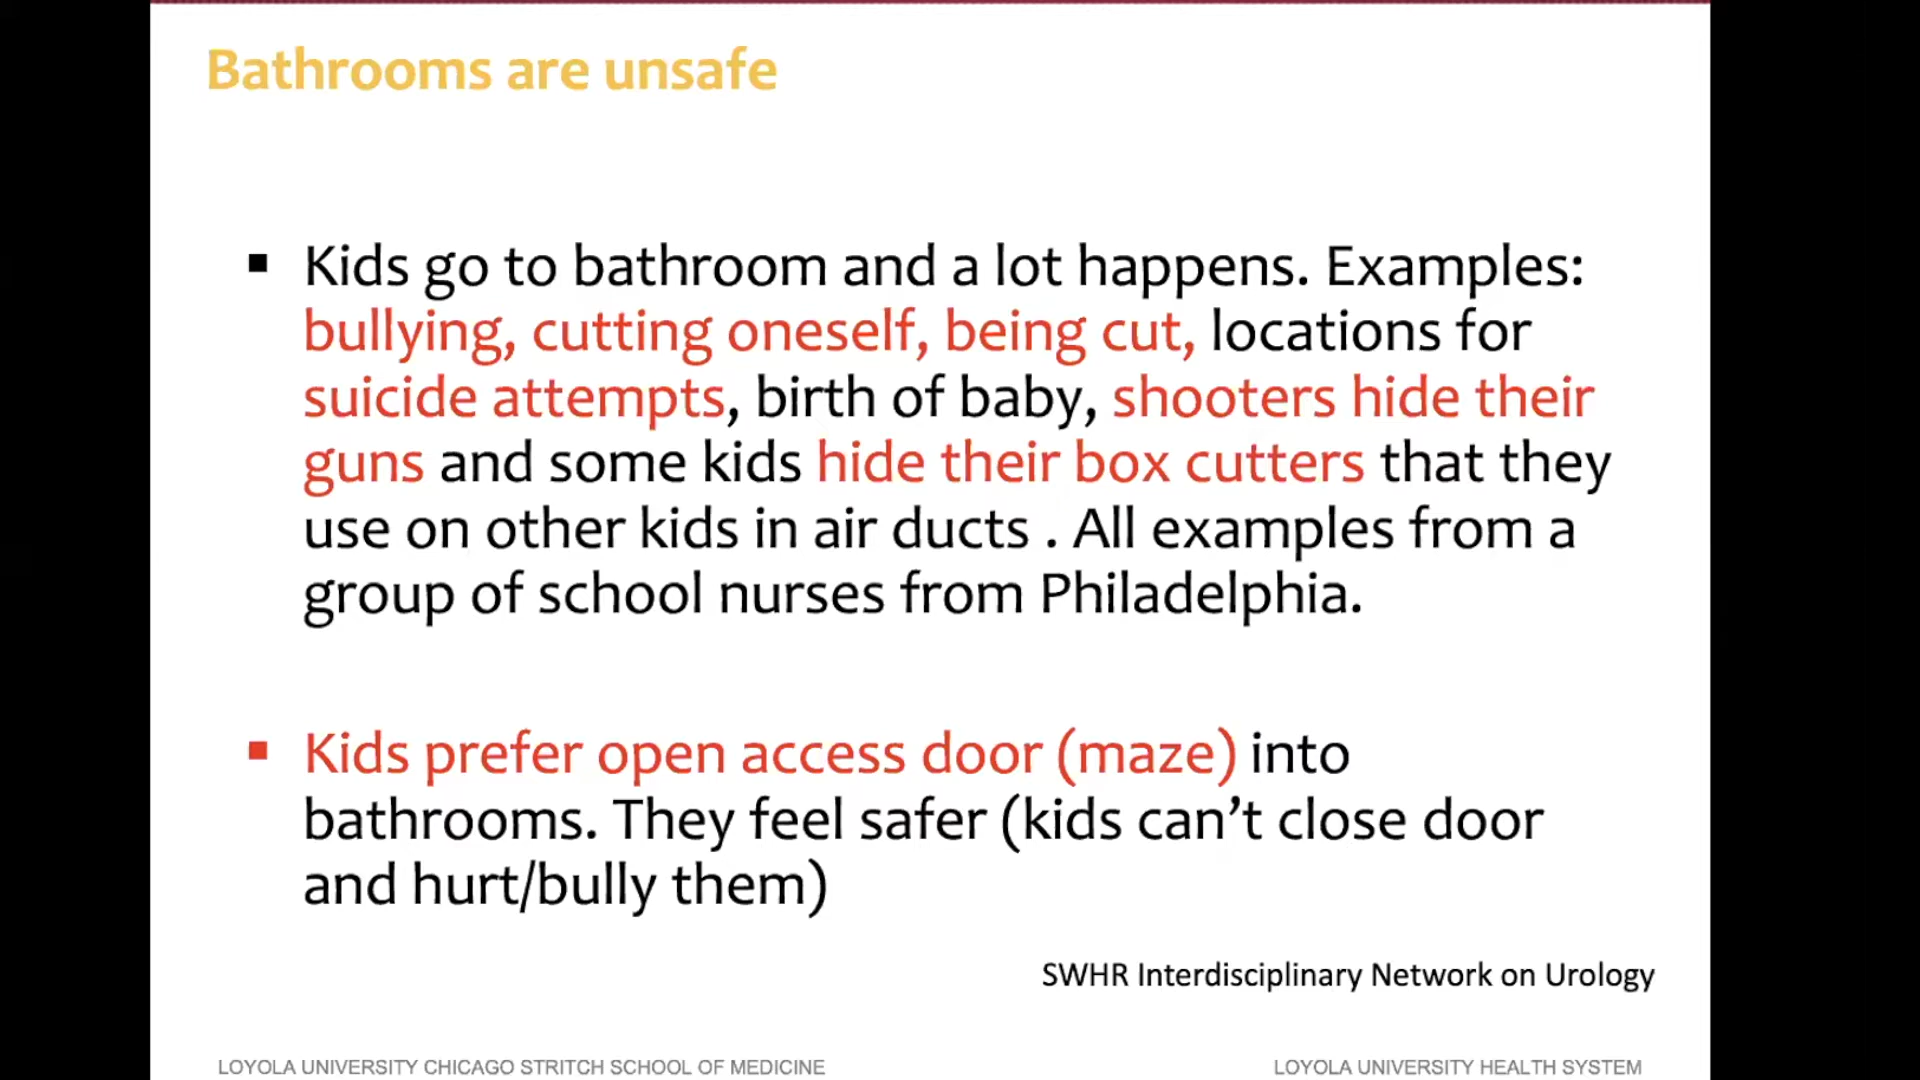 Bathrooms are unsafe
▪ Kids go to bathroom and a lot happens. Examples:
bullying, cutting oneself, being cut, locations for
suicide attempts, birth of baby, shooters hide their
guns and some kids hide their box cutters that they
use on other kids in air ducts . All examples from a
group of school nurses from Philadelphia.
▪ Kids prefer open access door (maze) into
bathrooms. They feel safer (kids can’t close door
and hurt/bully them)
SWHR Interdisciplinary Network on Urology
LOYOLA UNIVERSITY CHICAGO STRITCH SCHOOL OF MEDICINE
LOYOLA UNIVERSITY HEALTH SYSTEM